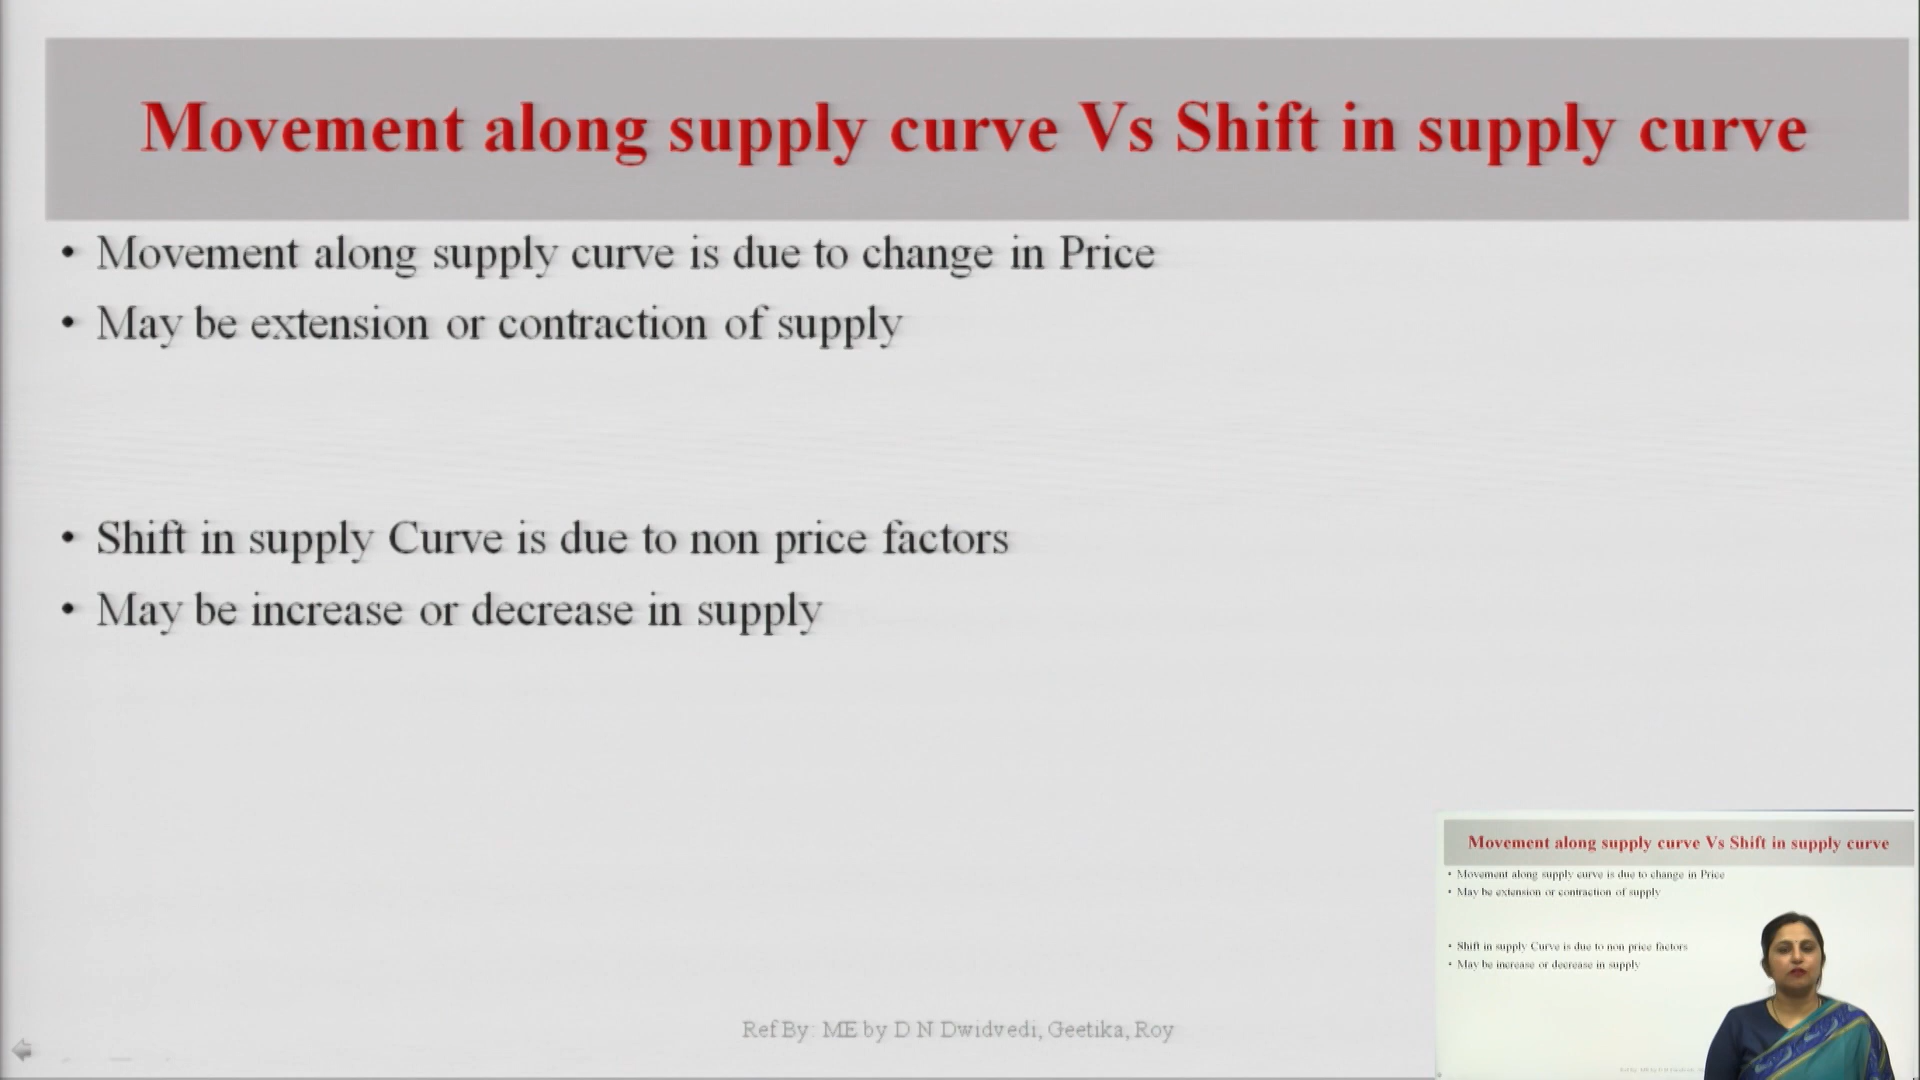 Movement along supply curve Vs Shift in supply curve
• Movement along supply curve is due to change in Price
• May be extension or contraction of supply
• Shift in supply Curve is due to non price factors
• May be increase or decrease in supply
Ref By: ME by D N Dwidvedi, Geetika, Roy
Movement along supply curve Vs Shift in supply curve
• Movement along supply curve is due to change in Price
• May be extension or contraction of supply
• Shift in supply Curve is due to non price factors
• May be increase or decrease in supply